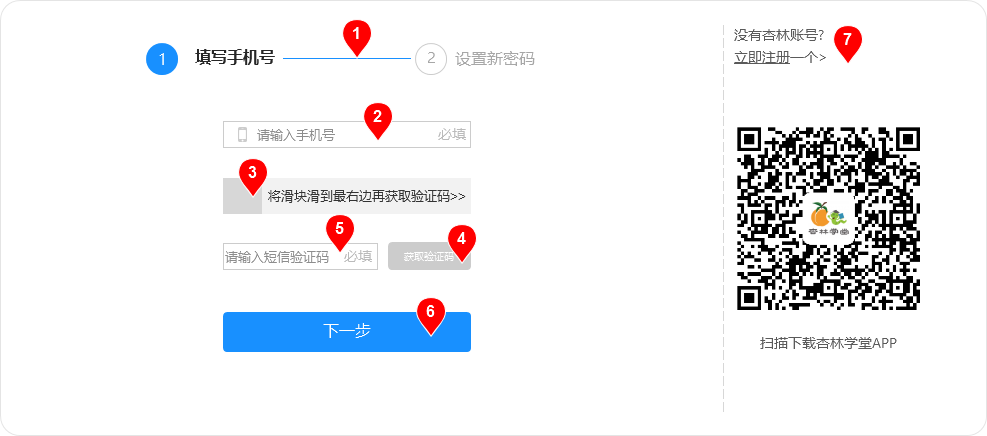 1
1 填写手机号
2 设置新密码
2
请输入手机号 必填
3
将滑块滑到最右边再获取验证码>>
5
请输入短信验证码 必填
4
获取验证码
6
下一步
没有杏林账号?
7
立即注册一个>
杏林学堂
扫描下载杏林学堂APP